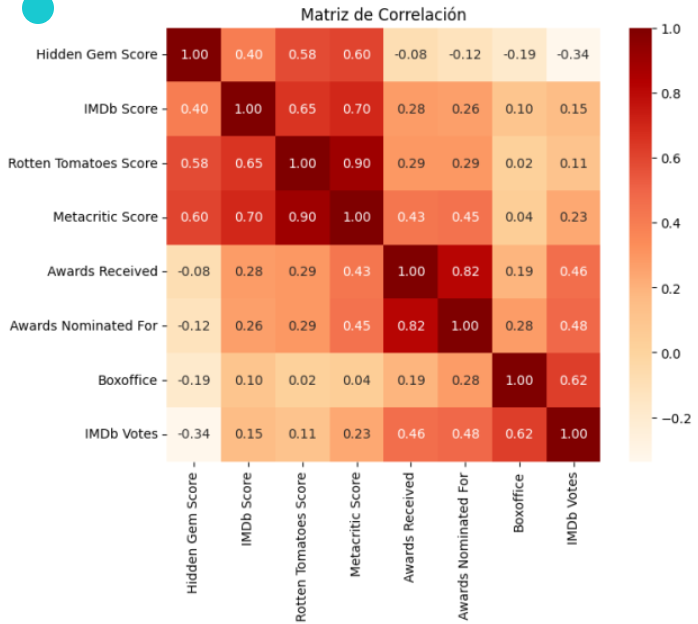 Matriz de Correlación
Hidden Gem Score 1.00 0.40 0.58 0.60 -0.08 -0.12 -0.19 -0.34
IMDb Score 0.40 1.00 0.65 0.70 0.28 0.26 0.10 0.15
Rotten Tomatoes Score 0.58 0.65 1.00 0.90 0.29 0.29 0.02 0.11
Metacritic Score 0.60 0.70 0.90 1.00 0.43 0.45 0.04 0.23
Awards Received -0.08 0.28 0.29 0.43 1.00 0.82 0.19 0.46
Awards Nominated For -0.12 0.26 0.29 0.45 0.82 1.00 0.28 0.48
Boxoffice -0.19 0.10 0.02 0.04 0.19 0.28 1.00 0.62
IMDb Votes -0.34 0.15 0.11 0.23 0.46 0.48 0.62 1.00
Hidden Gem Score
IMDb Score
Rotten Tomatoes Score
Metacritic Score
Awards Received
Awards Nominated For
Boxoffice
IMDb Votes
1.0
0.8
0.6
0.4
0.2
0.0
−0.2